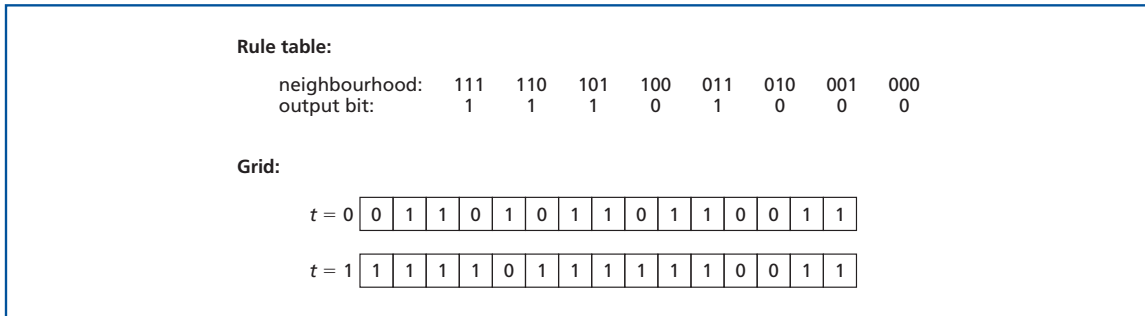 Rule table:
neighbourhood: 111 110 101 100 011 010 001 000
output bit: 1 1 1 0 1 0 0 0
Grid:
t = 0 0 1 1 0 1 0 1 1 0 1 1 0 0 1 1
t = 1 1 1 1 1 0 1 1 1 1 1 1 0 0 1 1